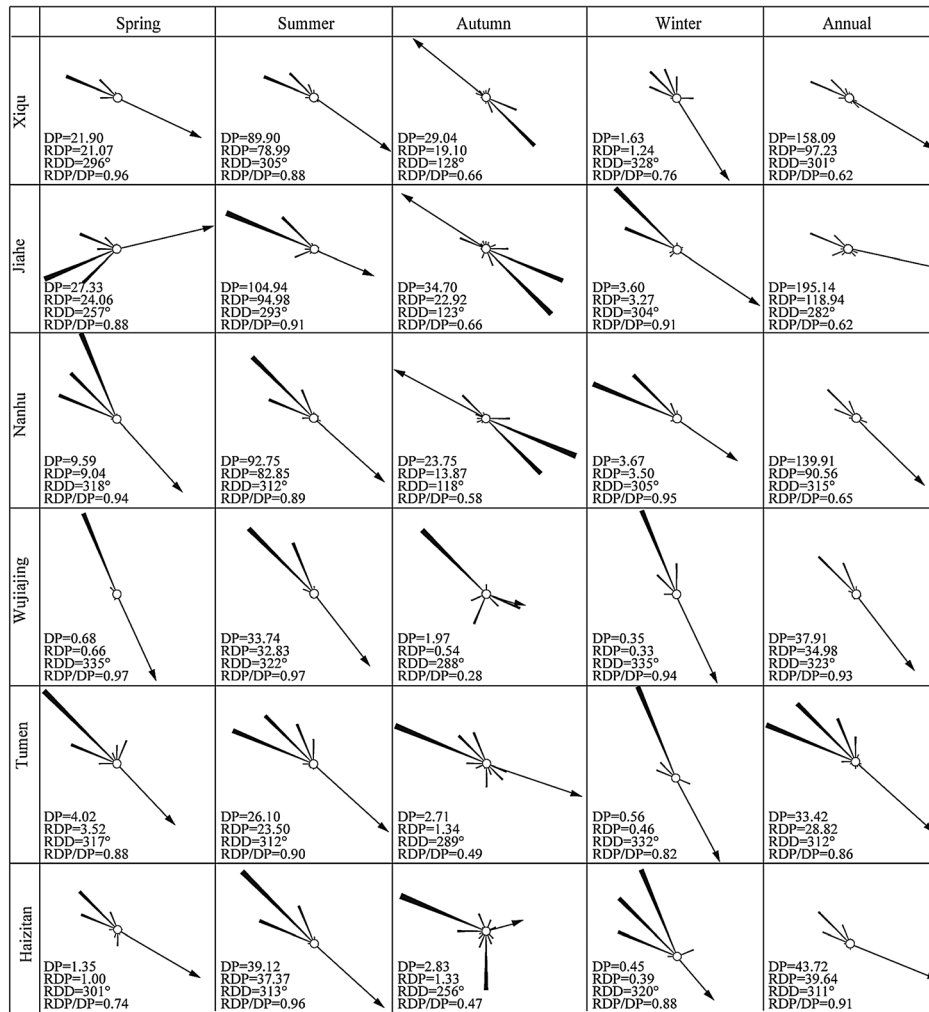 Spring Summer Autumn Winter Annual
Xiqu
DP=21.90 DP=89.90 DP=29.04 DP=1.63 DP=158.09
RDP=21.07 RDP=78.99 RDP=19.10 RDP=1.24 RDP=97.23
RDD=296° RDD=305° RDD=128° RDD=328° RDD=301°
RDP/DP=0.96 RDP/DP=0.88 RDP/DP=0.66 RDP/DP=0.76 RDP/DP=0.62
Jiahe
DP=27.33 DP=104.94 DP=34.70 DP=3.60 DP=195.14
RDP=24.06 RDP=94.98 RDP=22.92 RDP=3.27 RDP=118.94
RDD=257° RDD=293° RDD=123° RDD=304° RDD=282°
RDP/DP=0.88 RDP/DP=0.91 RDP/DP=0.66 RDP/DP=0.91 RDP/DP=0.62
Nanhu
DP=9.59 DP=92.75 DP=23.75 DP=3.67 DP=139.91
RDP=9.04 RDP=82.85 RDP=13.87 RDP=3.50 RDP=90.56
RDD=318° RDD=312° RDD=118° RDD=305° RDD=315°
RDP/DP=0.94 RDP/DP=0.89 RDP/DP=0.58 RDP/DP=0.95 RDP/DP=0.65
Wujiajing
DP=0.68 DP=33.74 DP=1.97 DP=0.35 DP=37.91
RDP=0.66 RDP=32.83 RDP=0.54 RDP=0.33 RDP=34.98
RDD=335° RDD=322° RDD=288° RDD=335° RDD=323°
RDP/DP=0.97 RDP/DP=0.97 RDP/DP=0.28 RDP/DP=0.94 RDP/DP=0.93
Tumen
DP=4.02 DP=26.10 DP=2.71 DP=0.56 DP=33.42
RDP=3.52 RDP=23.50 RDP=1.34 RDP=0.46 RDP=28.82
RDD=317° RDD=312° RDD=289° RDD=332° RDD=312°
RDP/DP=0.88 RDP/DP=0.90 RDP/DP=0.49 RDP/DP=0.82 RDP/DP=0.86
Haizitan
DP=1.35 DP=39.12 DP=2.83 DP=0.45 DP=43.72
RDP=1.00 RDP=37.37 RDP=1.33 RDP=0.39 RDP=39.64
RDD=301° RDD=313° RDD=256° RDD=320° RDD=311°
RDP/DP=0.74 RDP/DP=0.96 RDP/DP=0.47 RDP/DP=0.88 RDP/DP=0.91